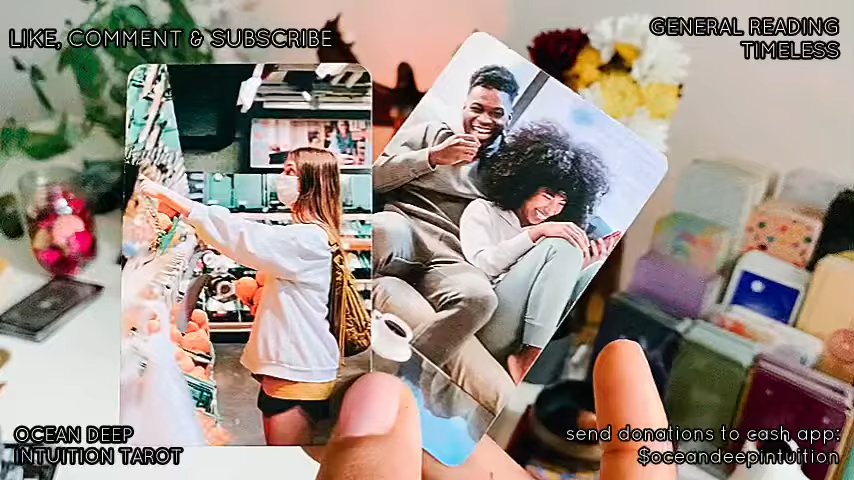 LIKE, COMMENT & SUBSCRIBE
GENERAL READING
TIMELESS
OCEAN DEEP
INTUITION TAROT
send donations to cash app:
$oceandeepintuition